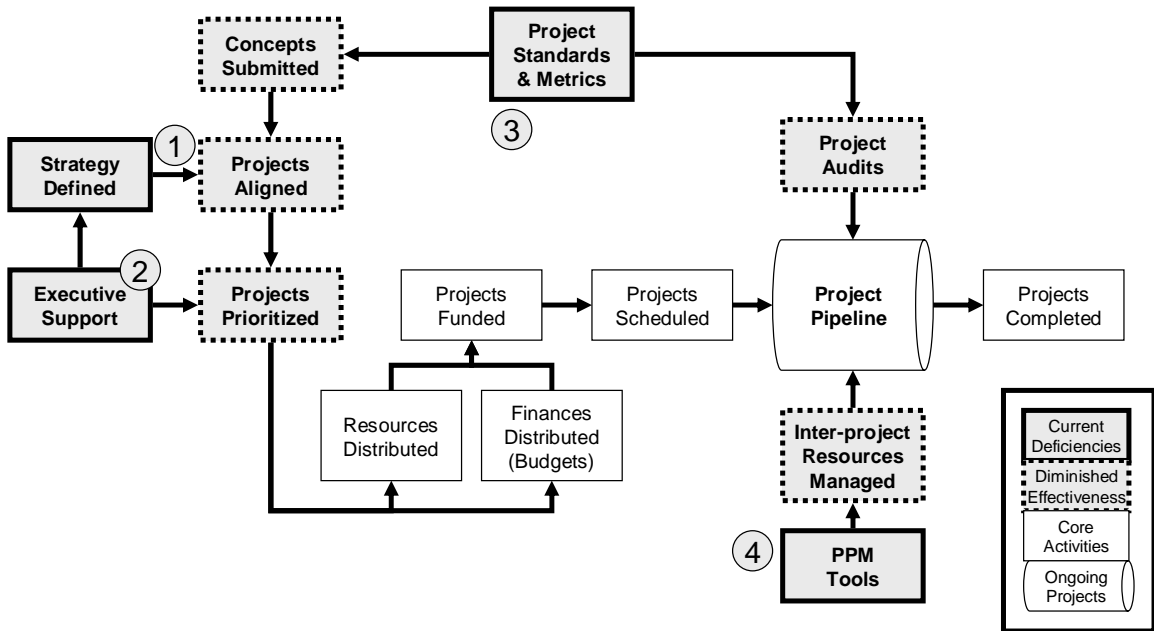 Concepts
Submitted
Project
Standards
& Metrics
3
1
Strategy
Defined
Projects
Aligned
Project
Audits
2
Executive
Support
Projects
Prioritized
Projects
Funded
Projects
Scheduled
Project
Pipeline
Projects
Completed
Resources
Distributed
Finances
Distributed
(Budgets)
Inter-project
Resources
Managed
4
PPM
Tools
Current
Deficiencies
Diminished
Effectiveness
Core
Activities
Ongoing
Projects